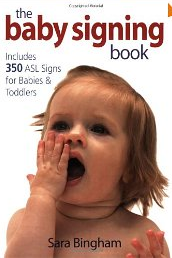 the
baby signing
book
Includes
350 ASL Signs
for Babies &
Toddlers
Sara Bingham